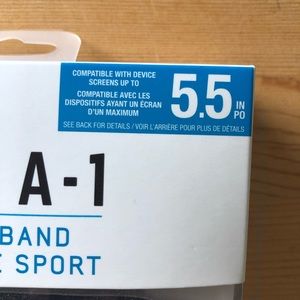 COMPATIBLE WITH DEVICE
SCREENS UP TO
COMPATIBLE AVEC LES
DISPOSITIFS AYANT UN ÉCRAN
D'UN MAXIMUM
5.5 IN
PO
SEE BACK FOR DETAILS / VOIR L'ARRIÈRE POUR PLUS DE DÉTAILS
A-1
BAND
E SPORT